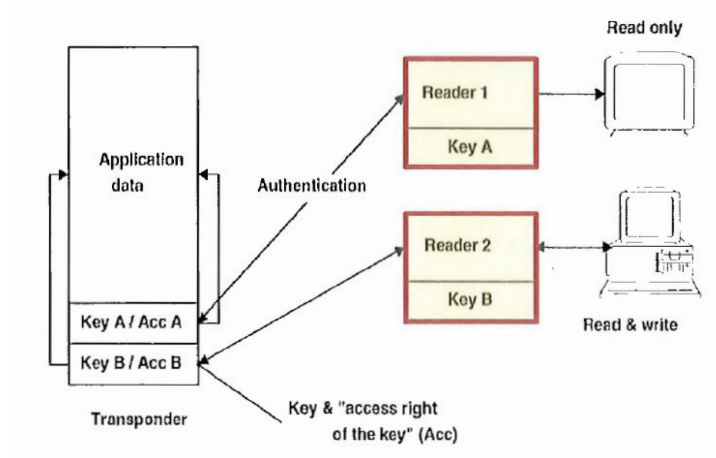 Read only
Reader 1
Key A
Application
data
Authentication
Reader 2
Key B
Key A / Acc A
Key B / Acc B
Read & write
Transponder
Key & "access right
of the key" (Acc)